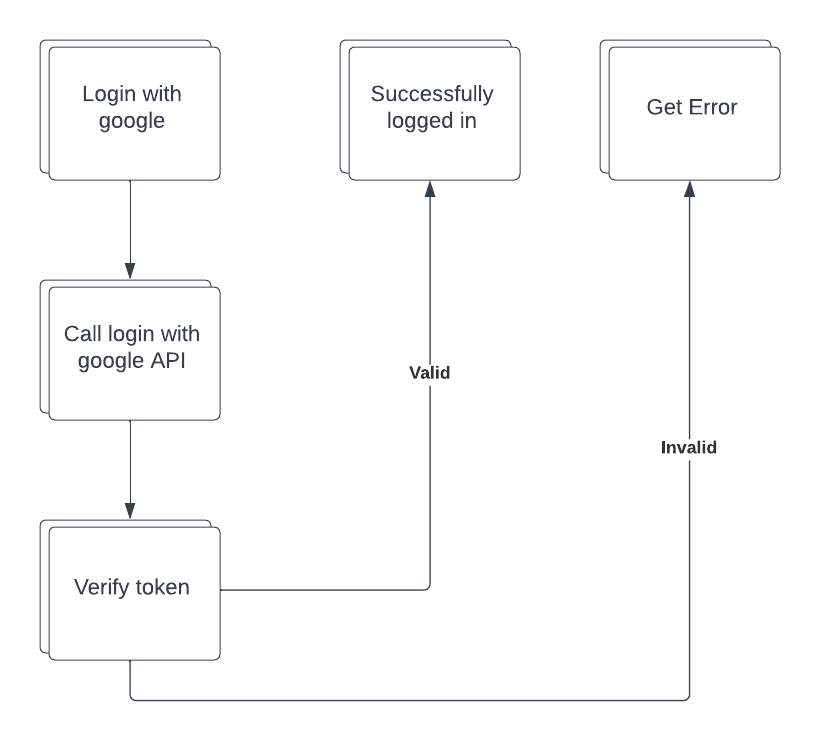 Login with
google
Successfully
logged in
Get Error
Call login with
google API
Valid
Invalid
Verify token